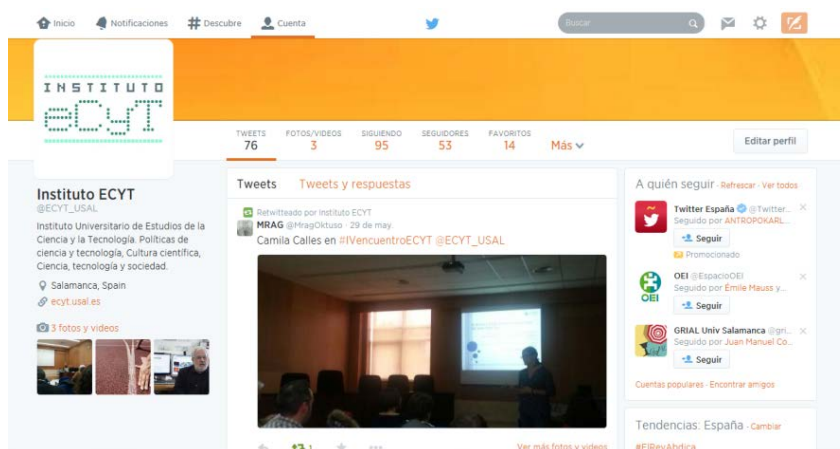 Inicio Notificaciones Descubre Cuenta Buscar
INSTITUTO
eCyT
TWEETS FOTOS/VIDEOS SIGUIENDO SEGUIDORES FAVORITOS
76 3 95 53 14 Más
Editar perfil
Instituto ECYT
@ECYT_USAL
Instituto Universitario de Estudios de la
Ciencia y la Tecnología. Políticas de
ciencia y tecnología, Cultura científica,
Ciencia, tecnología y sociedad.
Salamanca, Spain
ecyt.usal.es
3 fotos y videos
Tweets Tweets y respuestas
Retwitteado por Instituto ECYT
MRAG @MragOktuso · 29 de may.
Camila Calles en #IVencuentroECYT @ECYT_USAL
1
Ver más fotos y videos
A quién seguir · Refrescar · Ver todos
Twitter España @Twitter...
Seguido por ANTROPOKARL...
Seguir
Promocionado
OEI @EspacioOEI
Seguido por Émile Mauss y...
OEI
Seguir
GRIAL Univ Salamanca @gri...
Seguido por Juan Manuel Co...
Seguir
Cuentas populares · Encontrar amigos
Tendencias: España · Cambiar
#ElReyAbdica